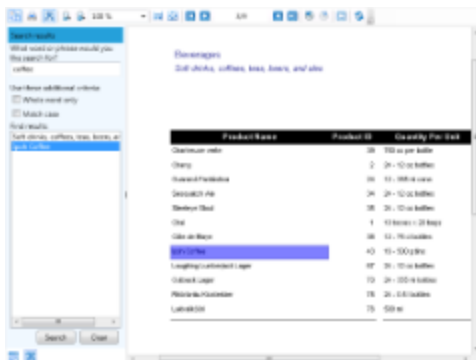 100 %
Search results
What word or phrase would you like search for?
coffee
Use these additional criteria:
Whole word only
Match case
Find results:
Soft drinks, coffees, teas, beers, a
Ipoh Coffee
Search
Clear
Beverages
Soft drinks, coffees, teas, beers, and ales
Product Name Product ID Quantity Per Unit
Chartreuse verte 39 750 cc per bottle
Chang 2 24 - 12 oz bottles
Guaraná Fantástica 24 12 - 355 ml cans
Sasquatch Ale 34 24 - 12 oz bottles
Steeleye Stout 35 24 - 12 oz bottles
Chai 1 10 boxes x 20 bags
Côte de Blaye 38 12 - 75 cl bottles
Ipoh Coffee 43 16 - 500 g tins
Laughing Lumberjack Lager 67 24 - 12 oz bottles
Outback Lager 70 24 - 355 ml bottles
Rhönbräu Klosterbier 75 24 - 0.5 l bottles
Lakkalikööri 76 500 ml